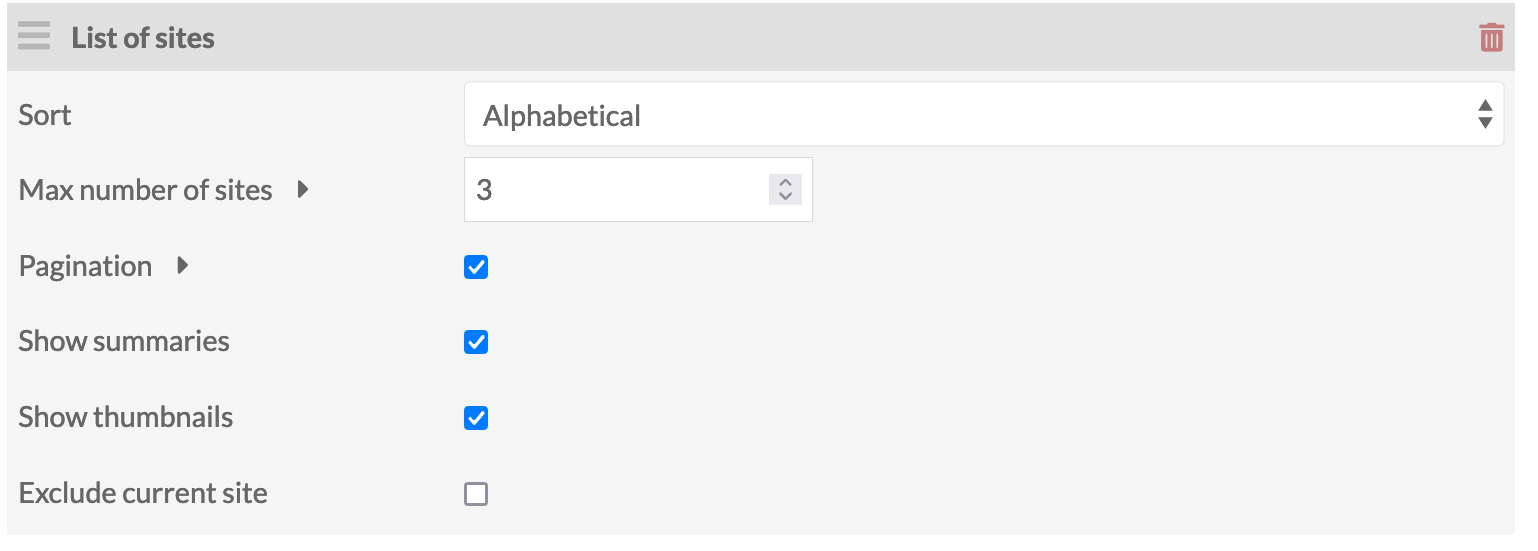 List of sites
Sort
Alphabetical
Max number of sites
3
Pagination
Show summaries
Show thumbnails
Exclude current site